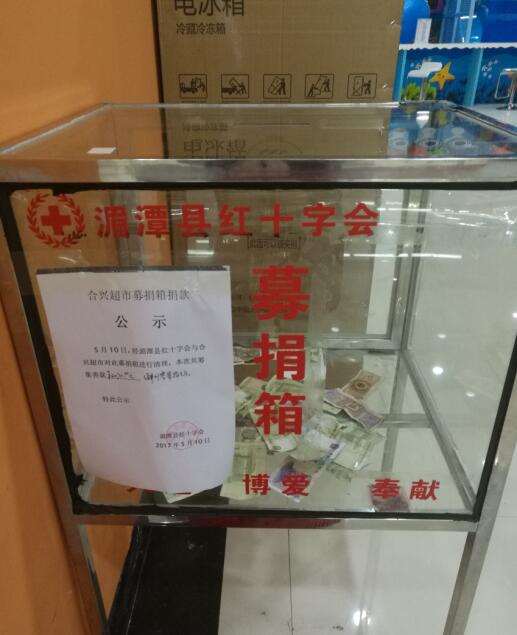 电冰箱
冷藏冷冻箱
湄潭县红十字会
募捐箱
合兴超市募捐箱捐款
公 示
5月10日，经湄潭县红十字会与合
兴超市对此募捐箱进行清理，本次共筹
集善款
特此公示
湄潭县红十字会
2017年5月10日
博爱
奉献